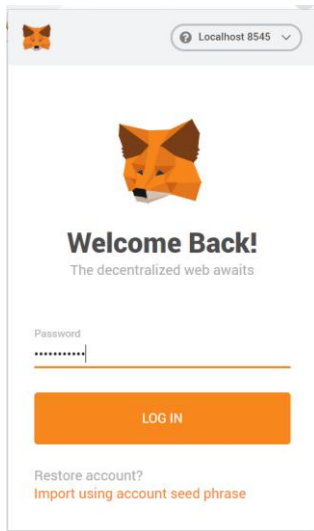 Localhost 8545
Welcome Back!
The decentralized web awaits
Password
•••••••••••
LOG IN
Restore account?
Import using account seed phrase